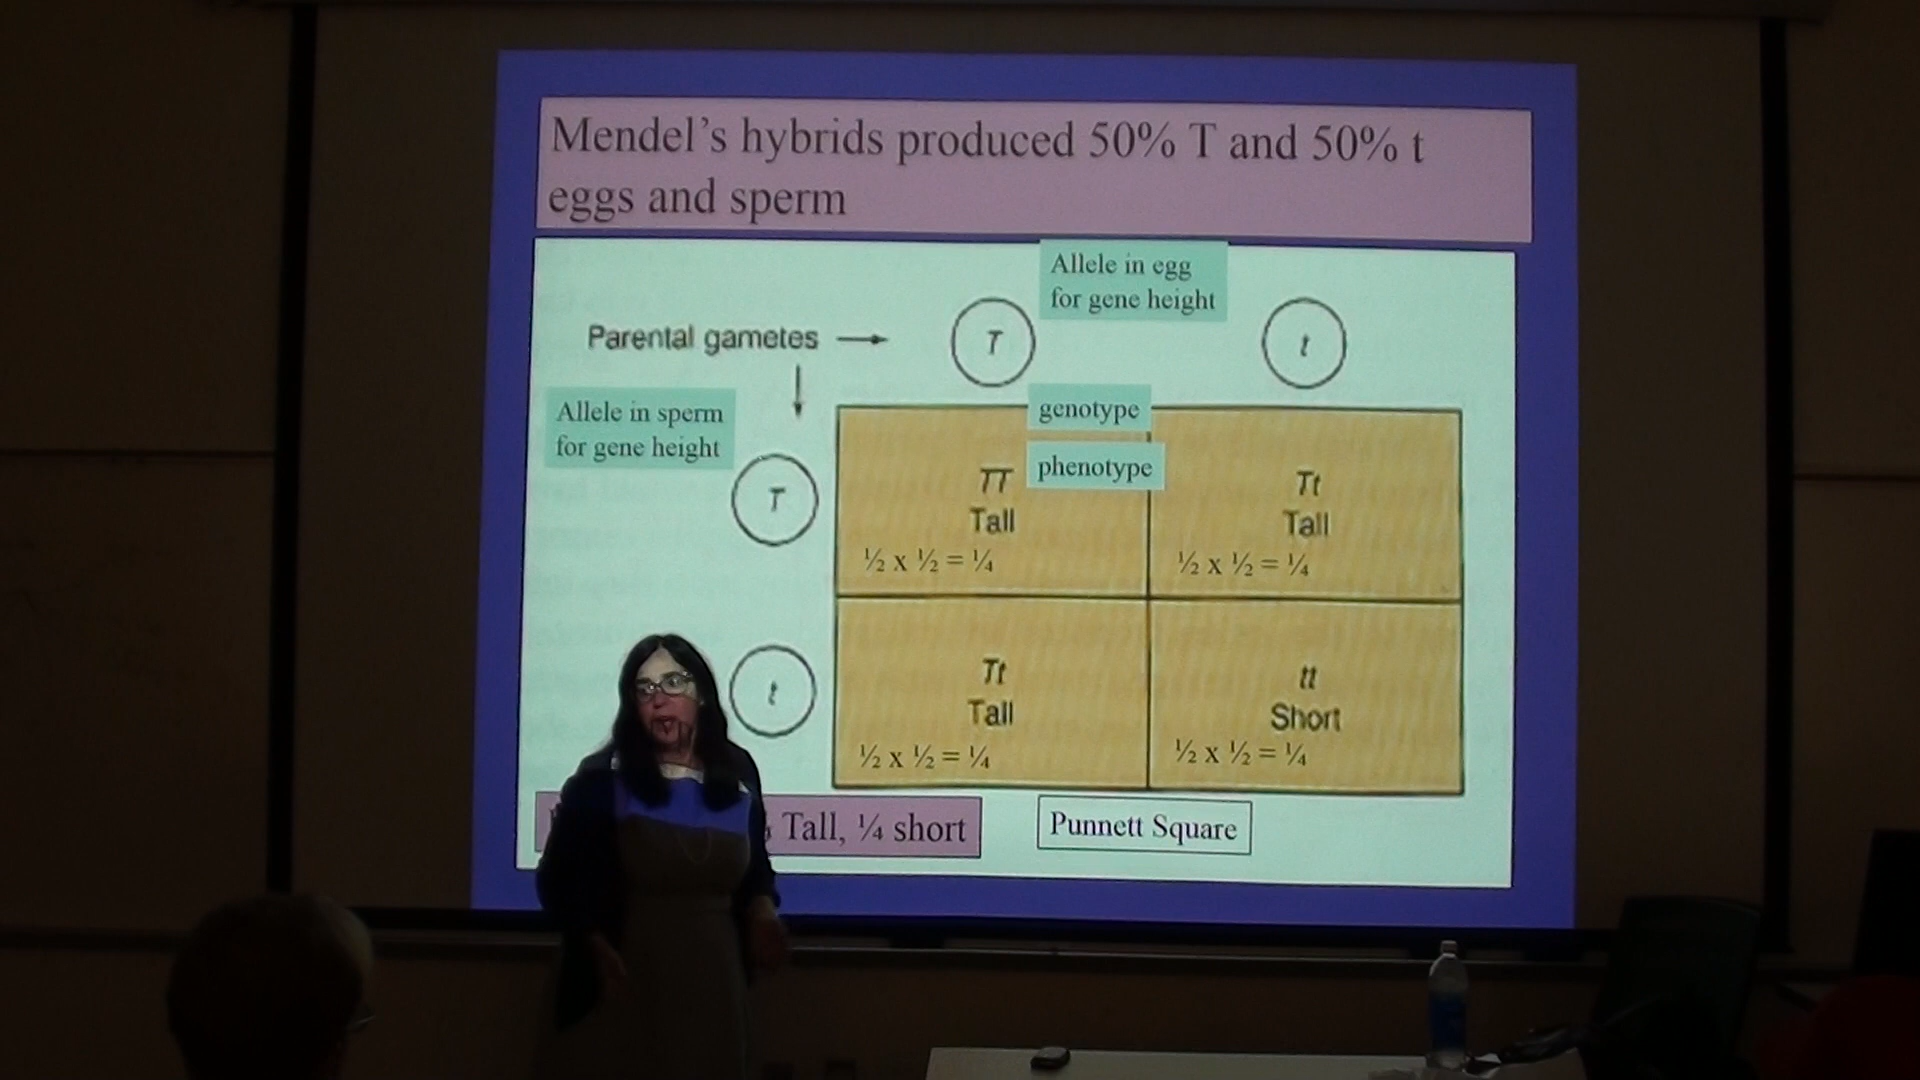 Mendel's hybrids produced 50% T and 50% t
eggs and sperm
Allele in egg
for gene height
Parental gametes
T
t
Allele in sperm
for gene height
genotype
phenotype
T
TT
Tall
½ x ½ = ¼
Tt
Tall
½ x ½ = ¼
t
Tt
Tall
½ x ½ = ¼
tt
Short
½ x ½ = ¼
Tall, ¼ short
Punnett Square